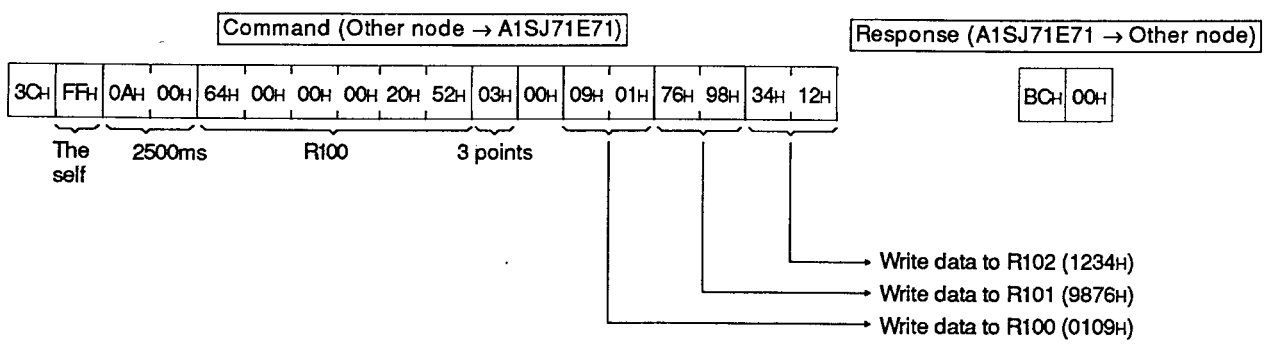 Command (Other node → A1SJ71E71)
Response (A1SJ71E71 → Other node)
3CH FFH 0AH 00H 64H 00H 00H 00H 20H 52H 03H 00H 09H 01H 76H 98H 34H 12H
BCH 00H
The self
2500ms
R100
3 points
Write data to R102 (1234H)
Write data to R101 (9876H)
Write data to R100 (0109H)